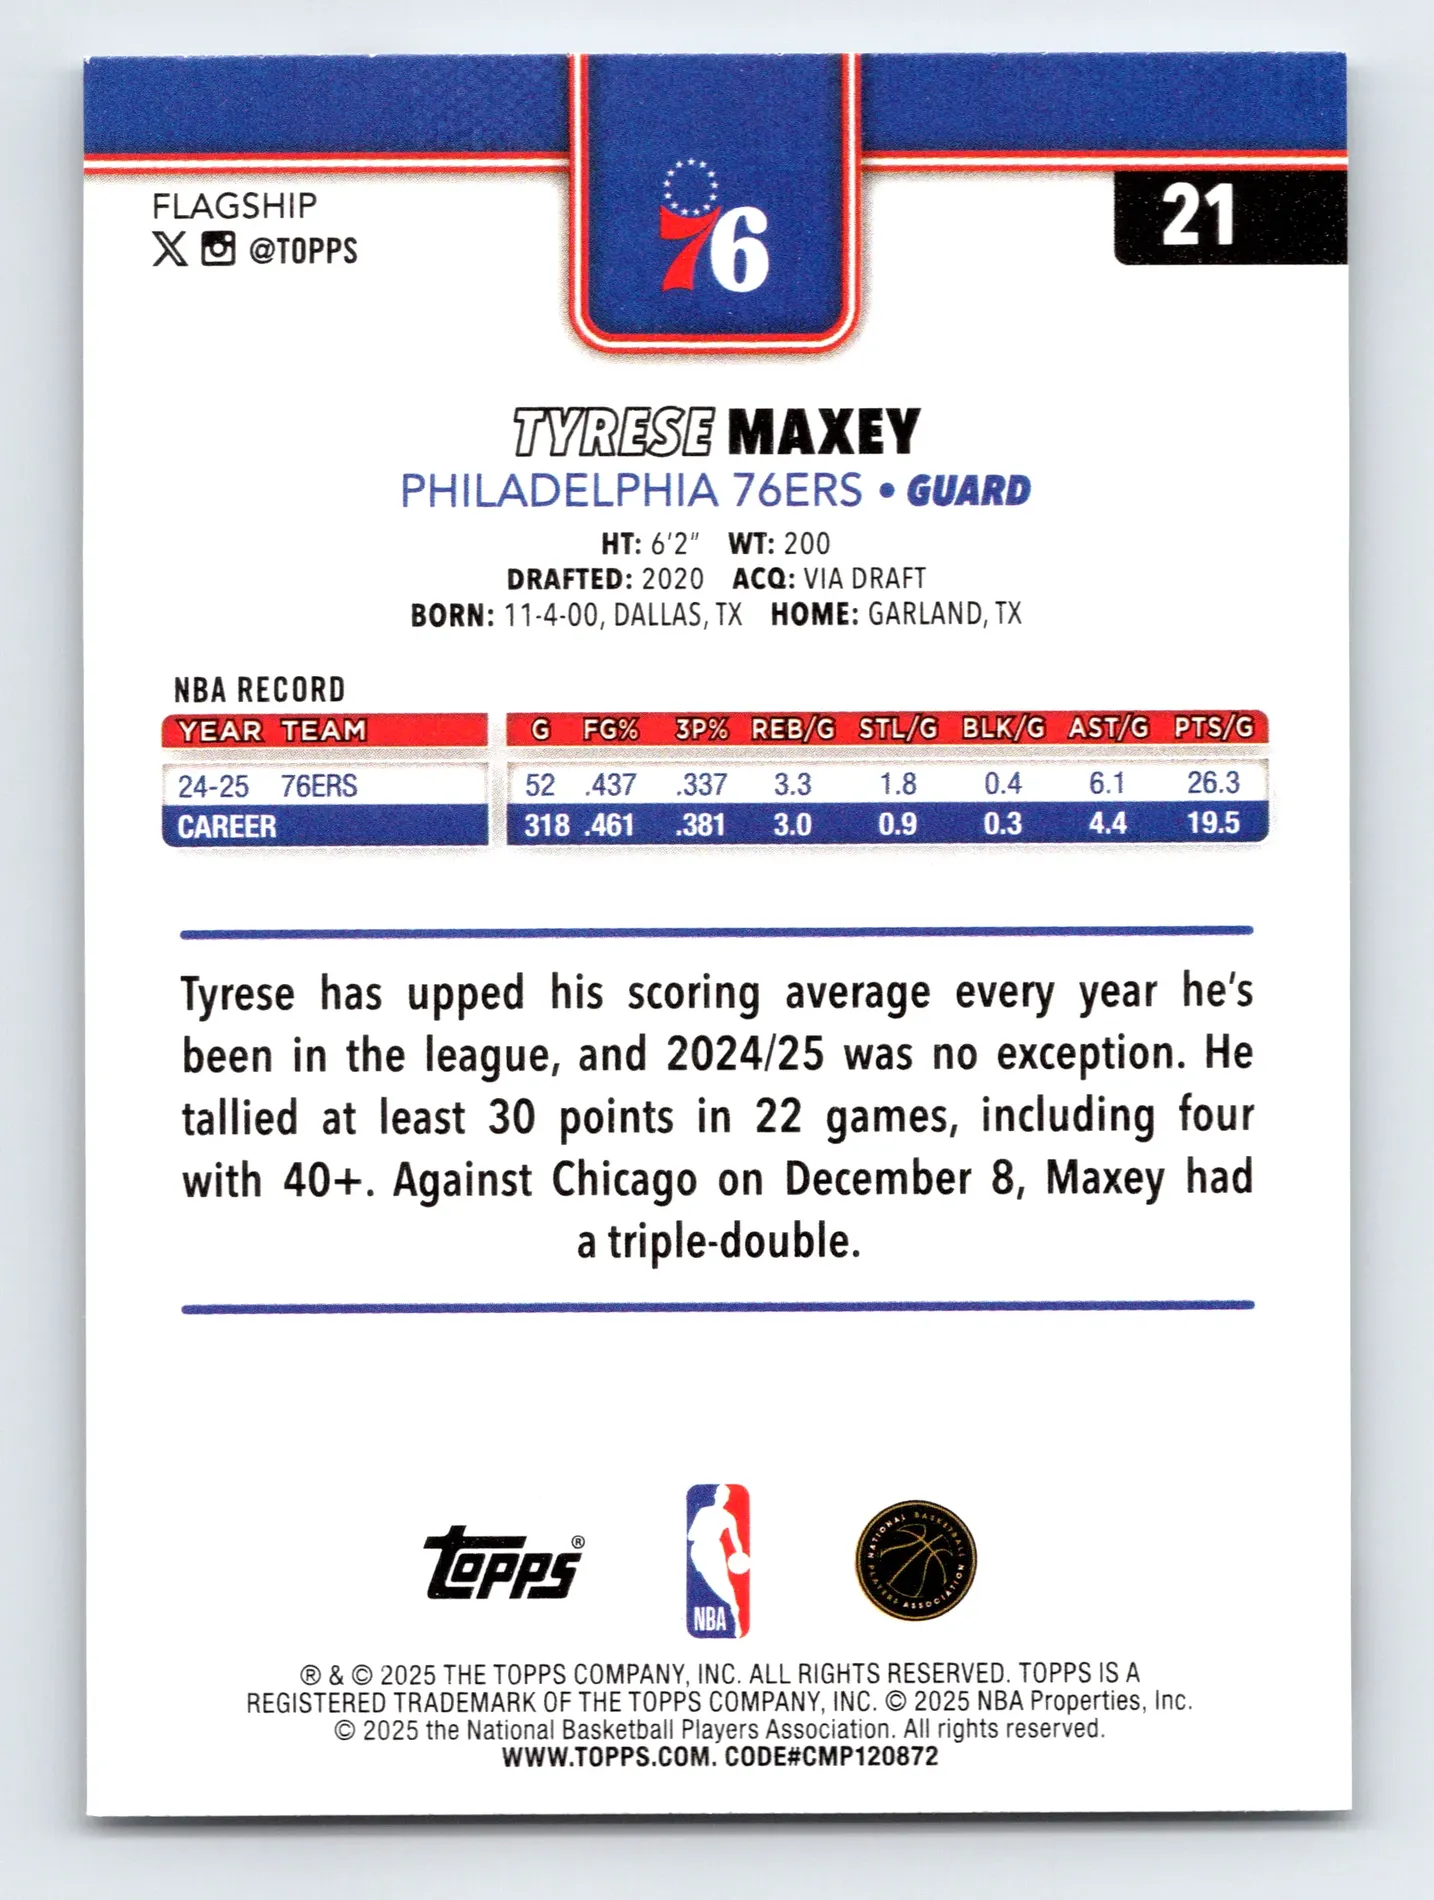 FLAGSHIP
@TOPPS
21
76
TYRESE MAXEY
PHILADELPHIA 76ERS • GUARD
HT: 6'2" WT: 200
DRAFTED: 2020 ACQ: VIA DRAFT
BORN: 11-4-00, DALLAS, TX HOME: GARLAND, TX
NBA RECORD
YEAR TEAM G FG% 3P% REB/G STL/G BLK/G AST/G PTS/G
24-25 76ERS 52 .437 .337 3.3 1.8 0.4 6.1 26.3
CAREER 318 .461 .381 3.0 0.9 0.3 4.4 19.5
Tyrese has upped his scoring average every year he's
been in the league, and 2024/25 was no exception. He
tallied at least 30 points in 22 games, including four
with 40+. Against Chicago on December 8, Maxey had
a triple-double.
Topps®
NBA
NATIONAL BASKETBALL PLAYERS ASSOCIATION
® & © 2025 THE TOPPS COMPANY, INC. ALL RIGHTS RESERVED. TOPPS IS A
REGISTERED TRADEMARK OF THE TOPPS COMPANY, INC. © 2025 NBA Properties, Inc.
© 2025 the National Basketball Players Association. All rights reserved.
WWW.TOPPS.COM. CODE#CMP120872